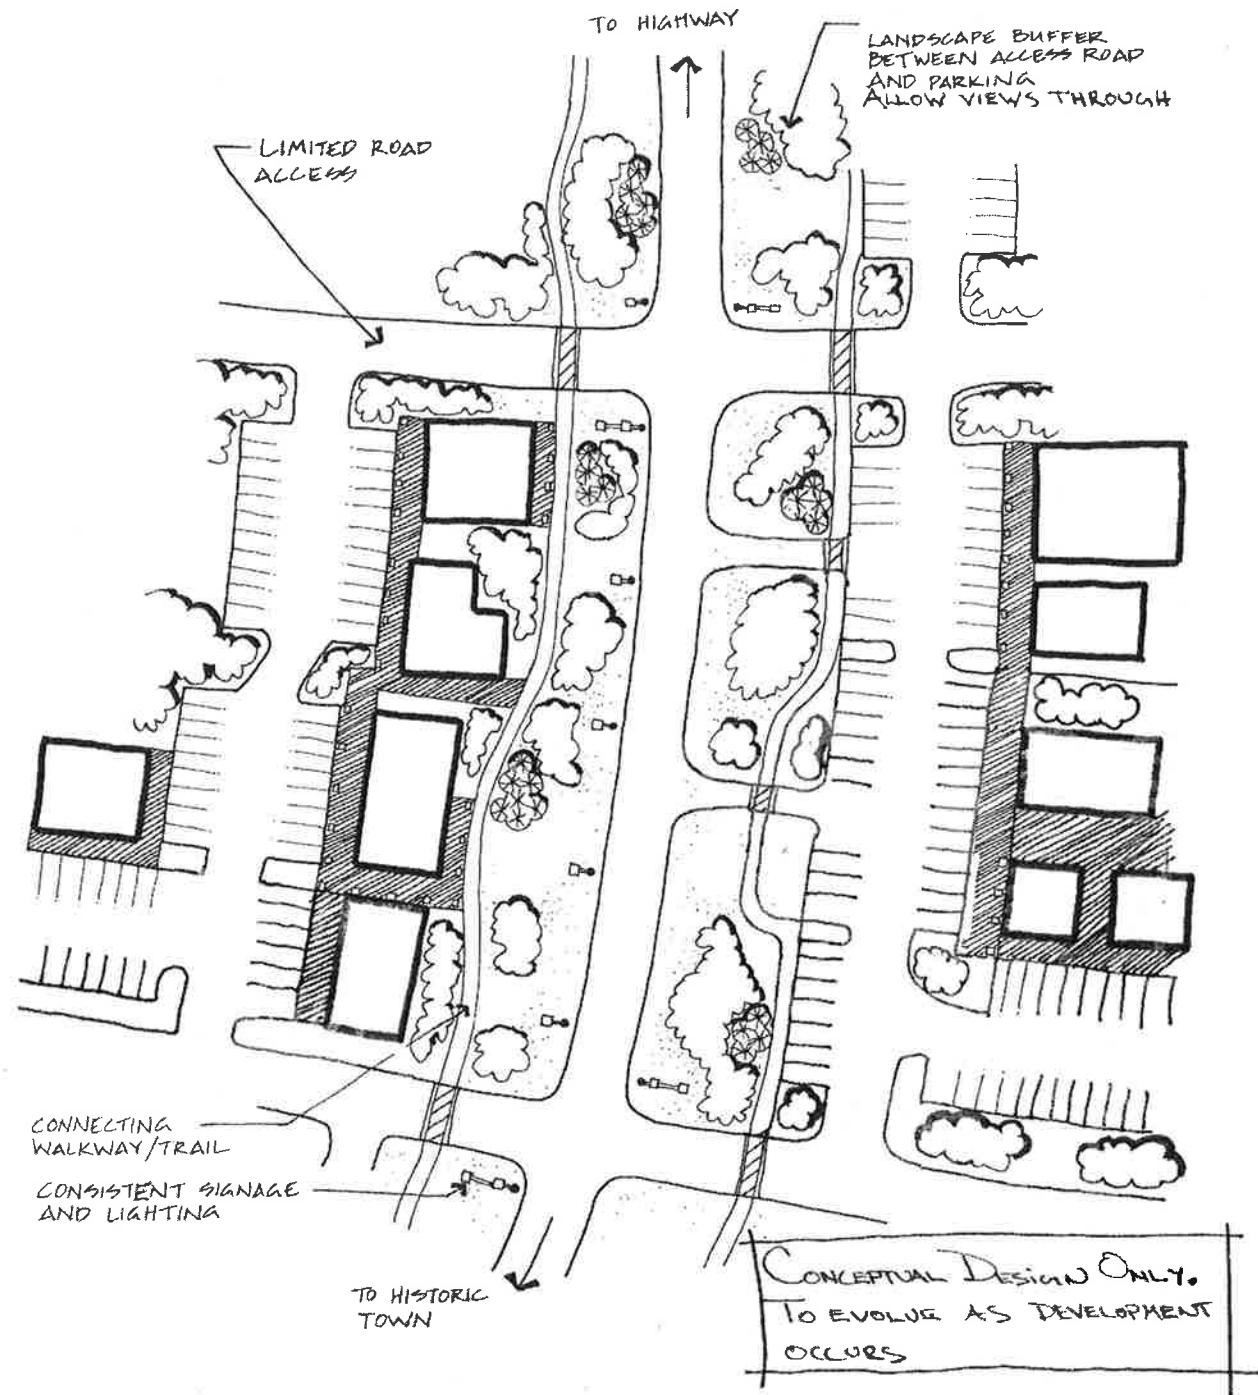 TO HIGHWAY
LANDSCAPE BUFFER
BETWEEN ACCESS ROAD
AND PARKING
ALLOW VIEWS THROUGH
LIMITED ROAD
ACCESS
CONNECTING
WALKWAY/TRAIL
CONSISTENT SIGNAGE
AND LIGHTING
TO HISTORIC
TOWN
CONCEPTUAL DESIGN ONLY.
TO EVOLVE AS DEVELOPMENT
OCCURS